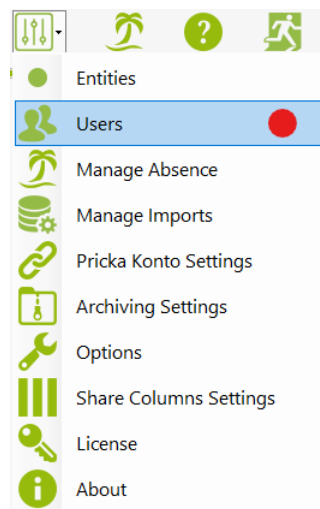 Entities
Users
Manage Absence
Manage Imports
Pricka Konto Settings
Archiving Settings
Options
Share Columns Settings
License
About